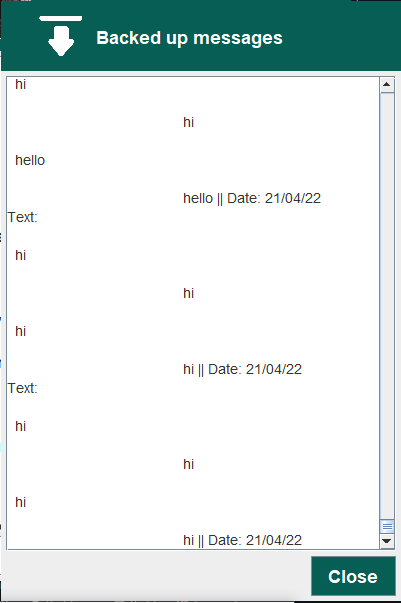 Backed up messages
hi
hi
hello
hello || Date: 21/04/22
Text:
hi
hi
hi
hi || Date: 21/04/22
Text:
hi
hi
hi
hi || Date: 21/04/22
Close